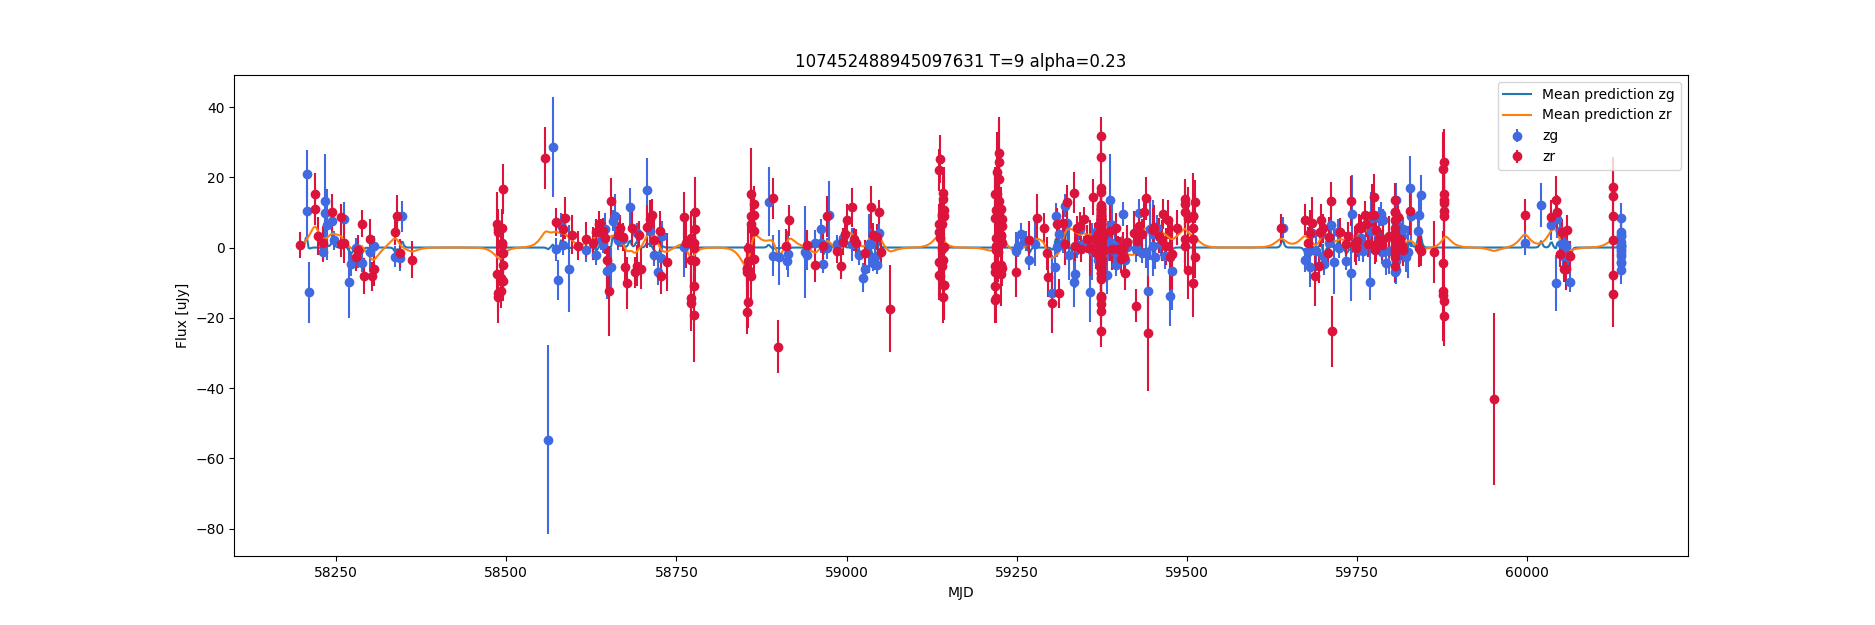 107452488945097631 T=9 alpha=0.23
Mean prediction zg
Mean prediction zr
zg
zr
Flux [uJy]
40
20
0
−20
−40
−60
−80
58250
58500
58750
59000
59250
59500
59750
60000
MJD